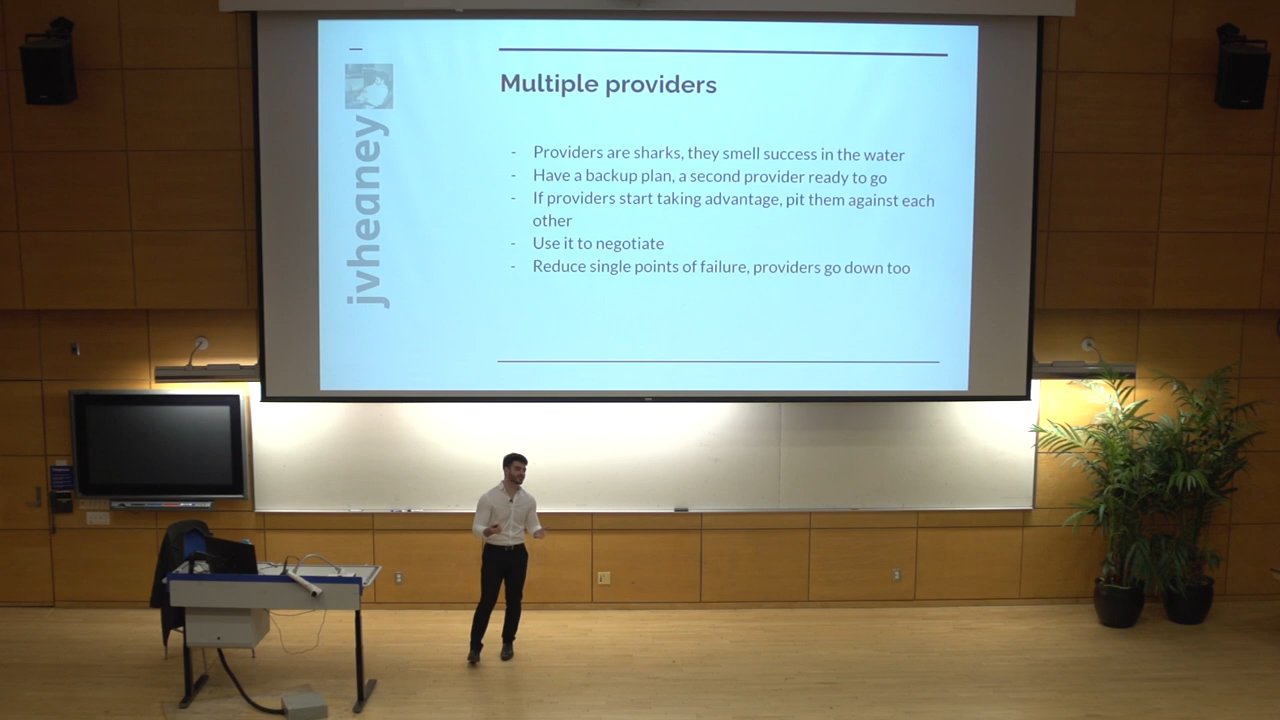 jvheaney
Multiple providers
- Providers are sharks, they smell success in the water
- Have a backup plan, a second provider ready to go
- If providers start taking advantage, pit them against each
other
- Use it to negotiate
- Reduce single points of failure, providers go down too